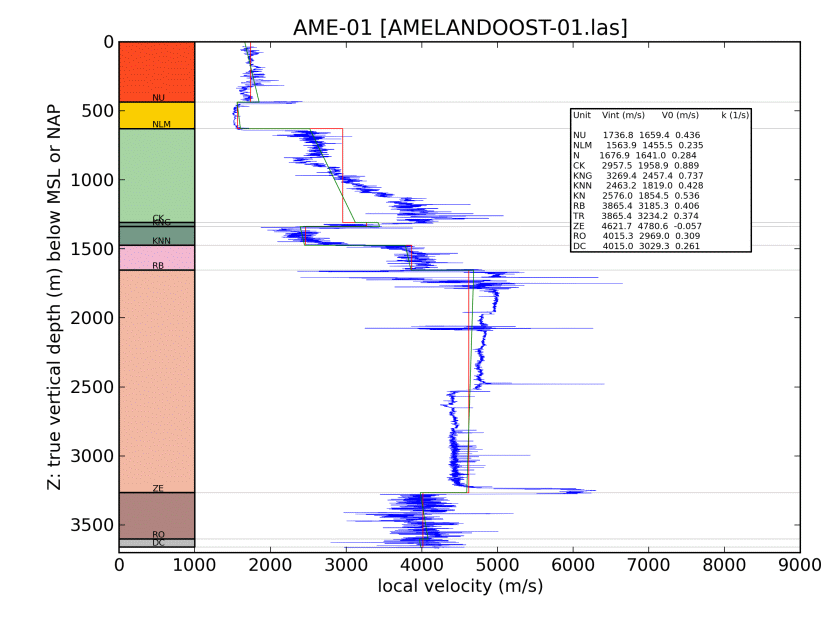 AME-01 [AMELANDOOST-01.las]
0
500
1000
1500
2000
2500
3000
3500
Z: true vertical depth (m) below MSL or NAP
NU
NLM
CK
KNG
KNN
RB
ZE
RO
DC
Unit Vint (m/s) V0 (m/s) k (1/s)
NU 1736.8 1659.4 0.436
NLM 1563.9 1455.5 0.235
N 1676.9 1641.0 0.284
CK 2957.5 1958.9 0.889
KNG 3269.4 2457.4 0.737
KNN 2463.2 1819.0 0.428
KN 2576.0 1854.5 0.536
RB 3865.4 3185.3 0.406
TR 3865.4 3234.2 0.374
ZE 4621.7 4780.6 -0.057
RO 4015.3 2969.0 0.309
DC 4015.0 3029.3 0.261
0 1000 2000 3000 4000 5000 6000 7000 8000 9000
local velocity (m/s)